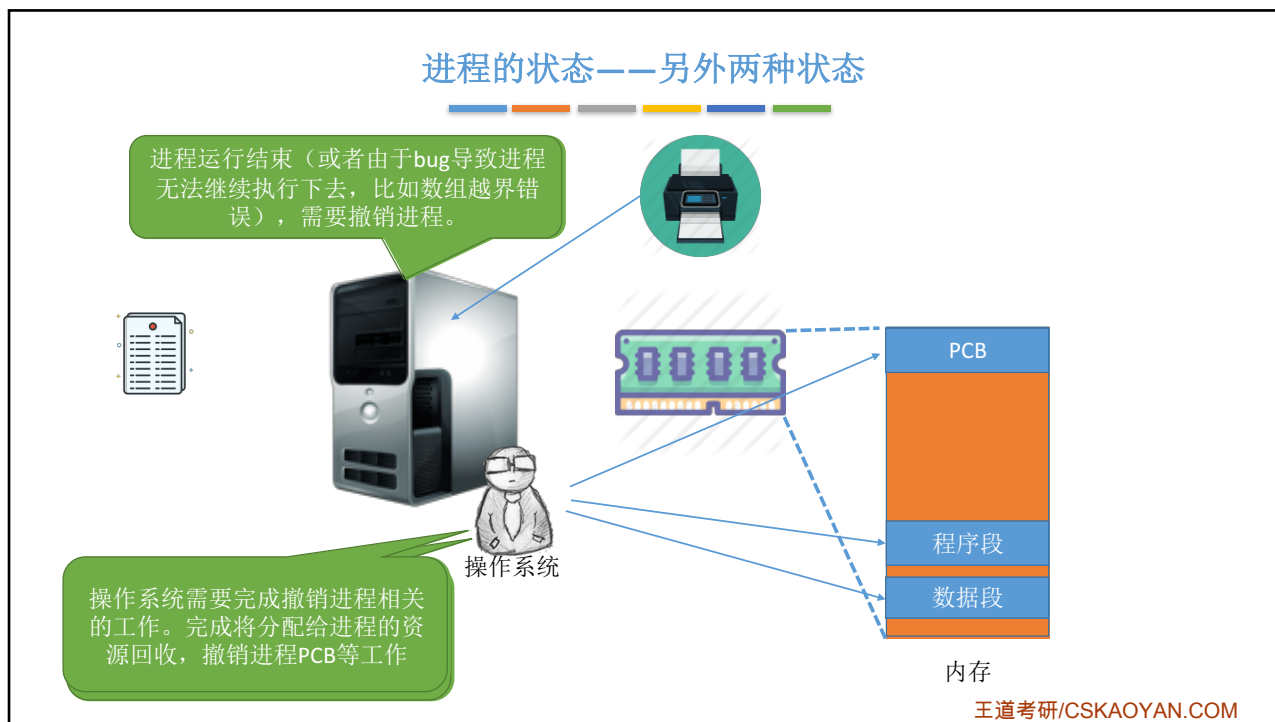 进程的状态——另外两种状态
进程运行结束（或者由于bug导致进程
无法继续执行下去，比如数组越界错
误），需要撤销进程。
PCB
程序段
数据段
操作系统
操作系统需要完成撤销进程相关
的工作。完成将分配给进程的资
源回收，撤销进程PCB等工作
内存
王道考研/CSKAOYAN.COM